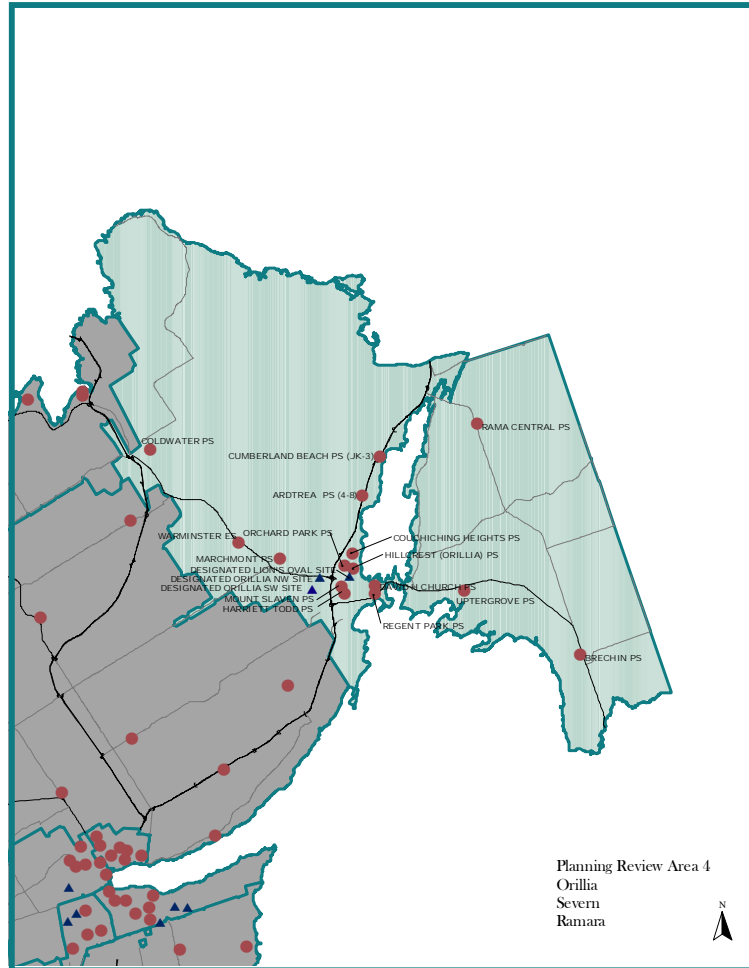 COLDWATER PS
RAMA CENTRAL PS
CUMBERLAND BEACH PS (JK-3)
ARDTREA PS (4-8)
WARMINSTER ES
ORCHARD PARK PS
COUCHICHING HEIGHTS PS
MARCHMONT PS
HILLCREST (ORILLIA) PS
DESIGNATED LION'S OVAL SITE
DESIGNATED ORILLIA NW SITE
DESIGNATED ORILLIA SW SITE
CHURCH PS
MOUNT SLAVEN PS
UPTERGROVE PS
HARRIETT TODD PS
REGENT PARK PS
BRECHIN PS
Planning Review Area 4
Orillia
Severn
Ramara
N